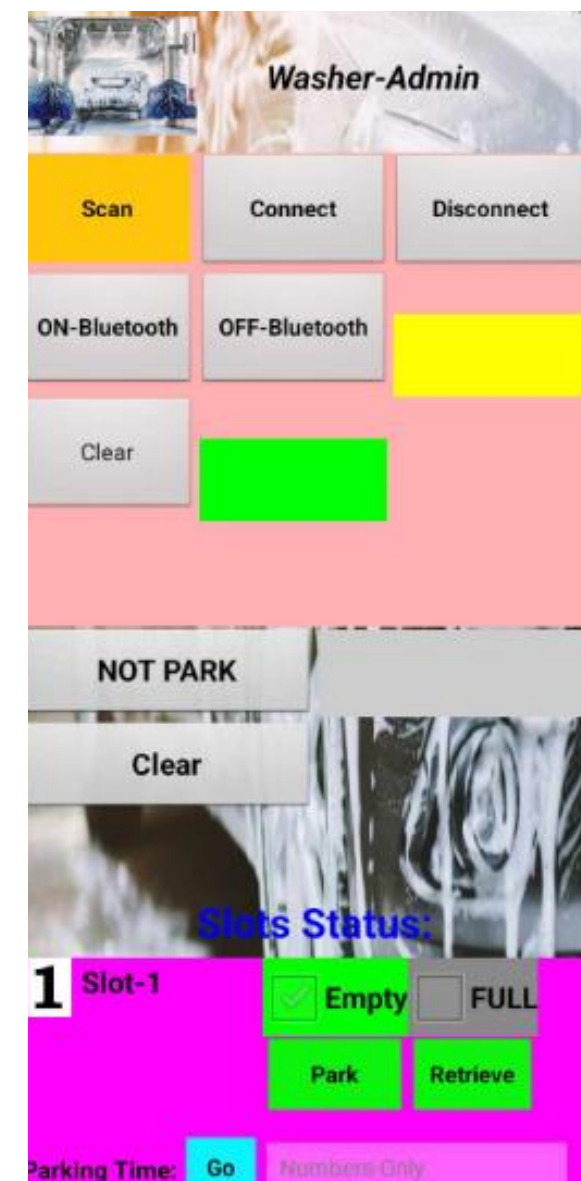 Washer-Admin
Scan Connect Disconnect
ON-Bluetooth OFF-Bluetooth
Clear
NOT PARK
Clear
Slots Status:
1 Slot-1 Empty FULL
Park Retrieve
Parking Time: Go Numbers Only